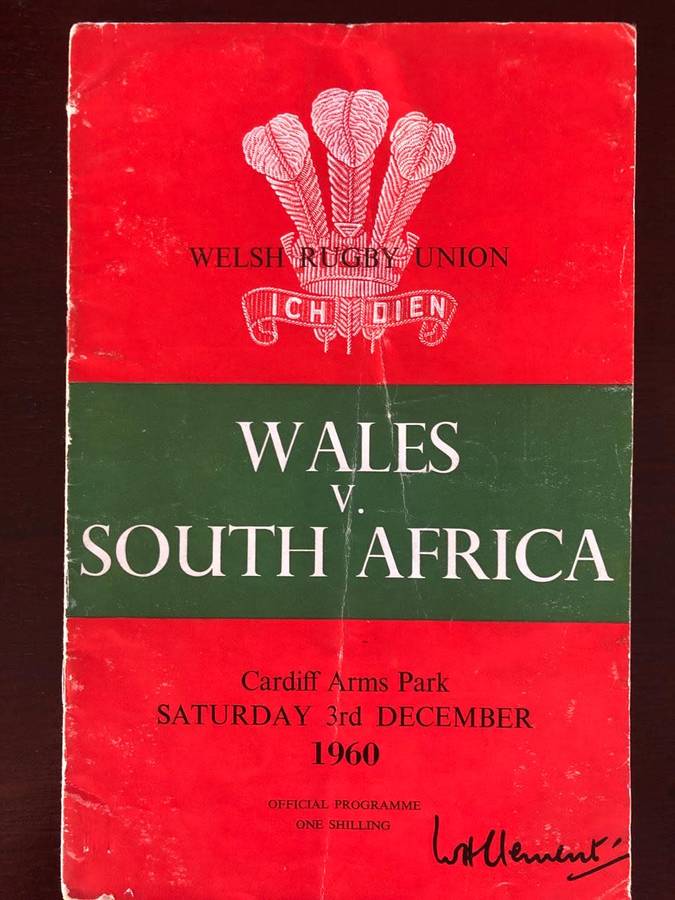 WELSH RUGBY UNION
ICH DIEN
WALES
V.
SOUTH AFRICA
Cardiff Arms Park
SATURDAY 3rd DECEMBER
1960
OFFICIAL PROGRAMME
ONE SHILLING
W H Clement